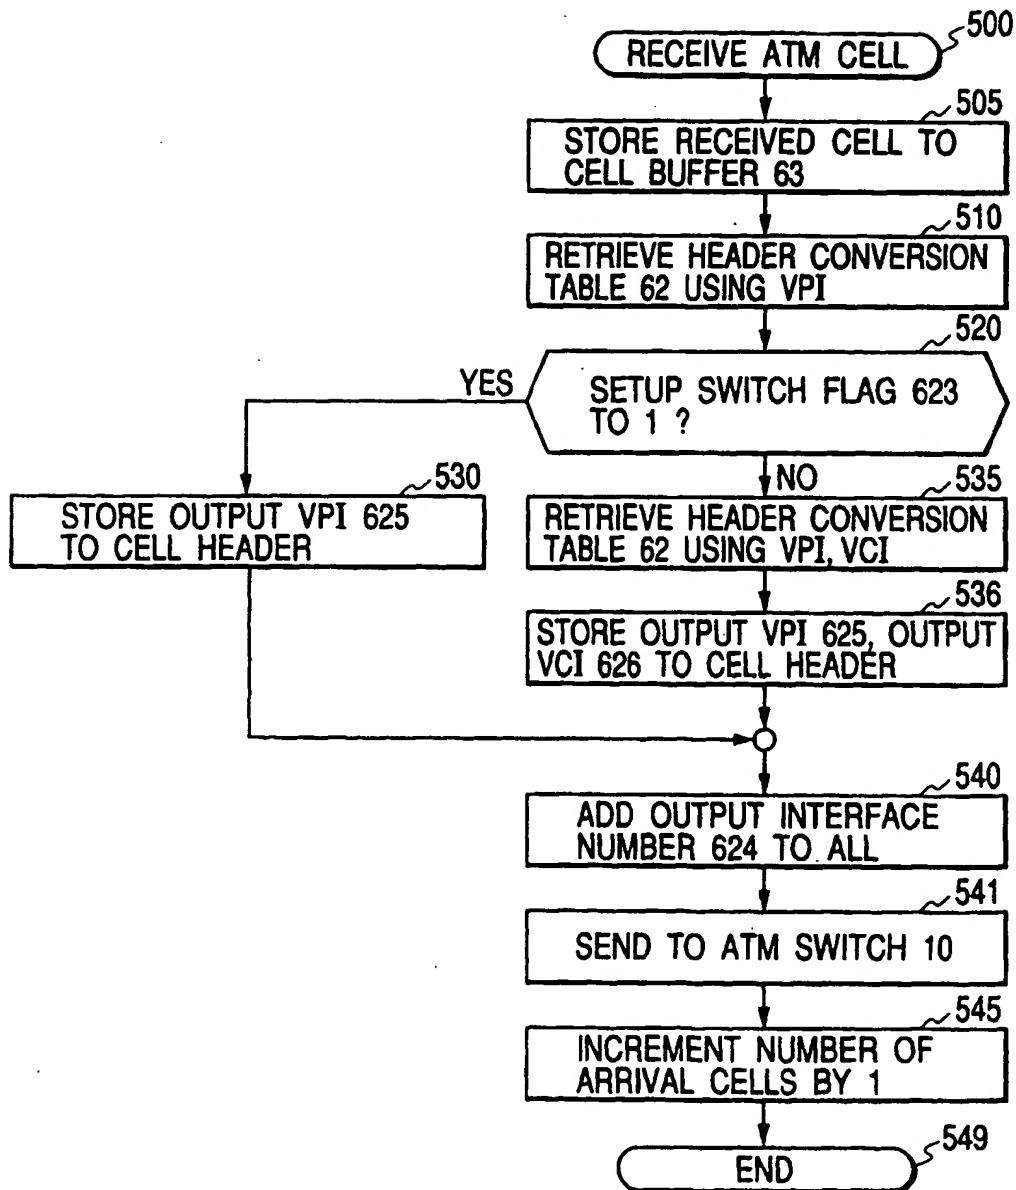 500
RECEIVE ATM CELL
505
STORE RECEIVED CELL TO
CELL BUFFER 63
510
RETRIEVE HEADER CONVERSION
TABLE 62 USING VPI
520
YES
SETUP SWITCH FLAG 623
TO 1 ?
NO
530
STORE OUTPUT VPI 625
TO CELL HEADER
535
RETRIEVE HEADER CONVERSION
TABLE 62 USING VPI, VCI
536
STORE OUTPUT VPI 625, OUTPUT
VCI 626 TO CELL HEADER
540
ADD OUTPUT INTERFACE
NUMBER 624 TO ALL
541
SEND TO ATM SWITCH 10
545
INCREMENT NUMBER OF
ARRIVAL CELLS BY 1
549
END